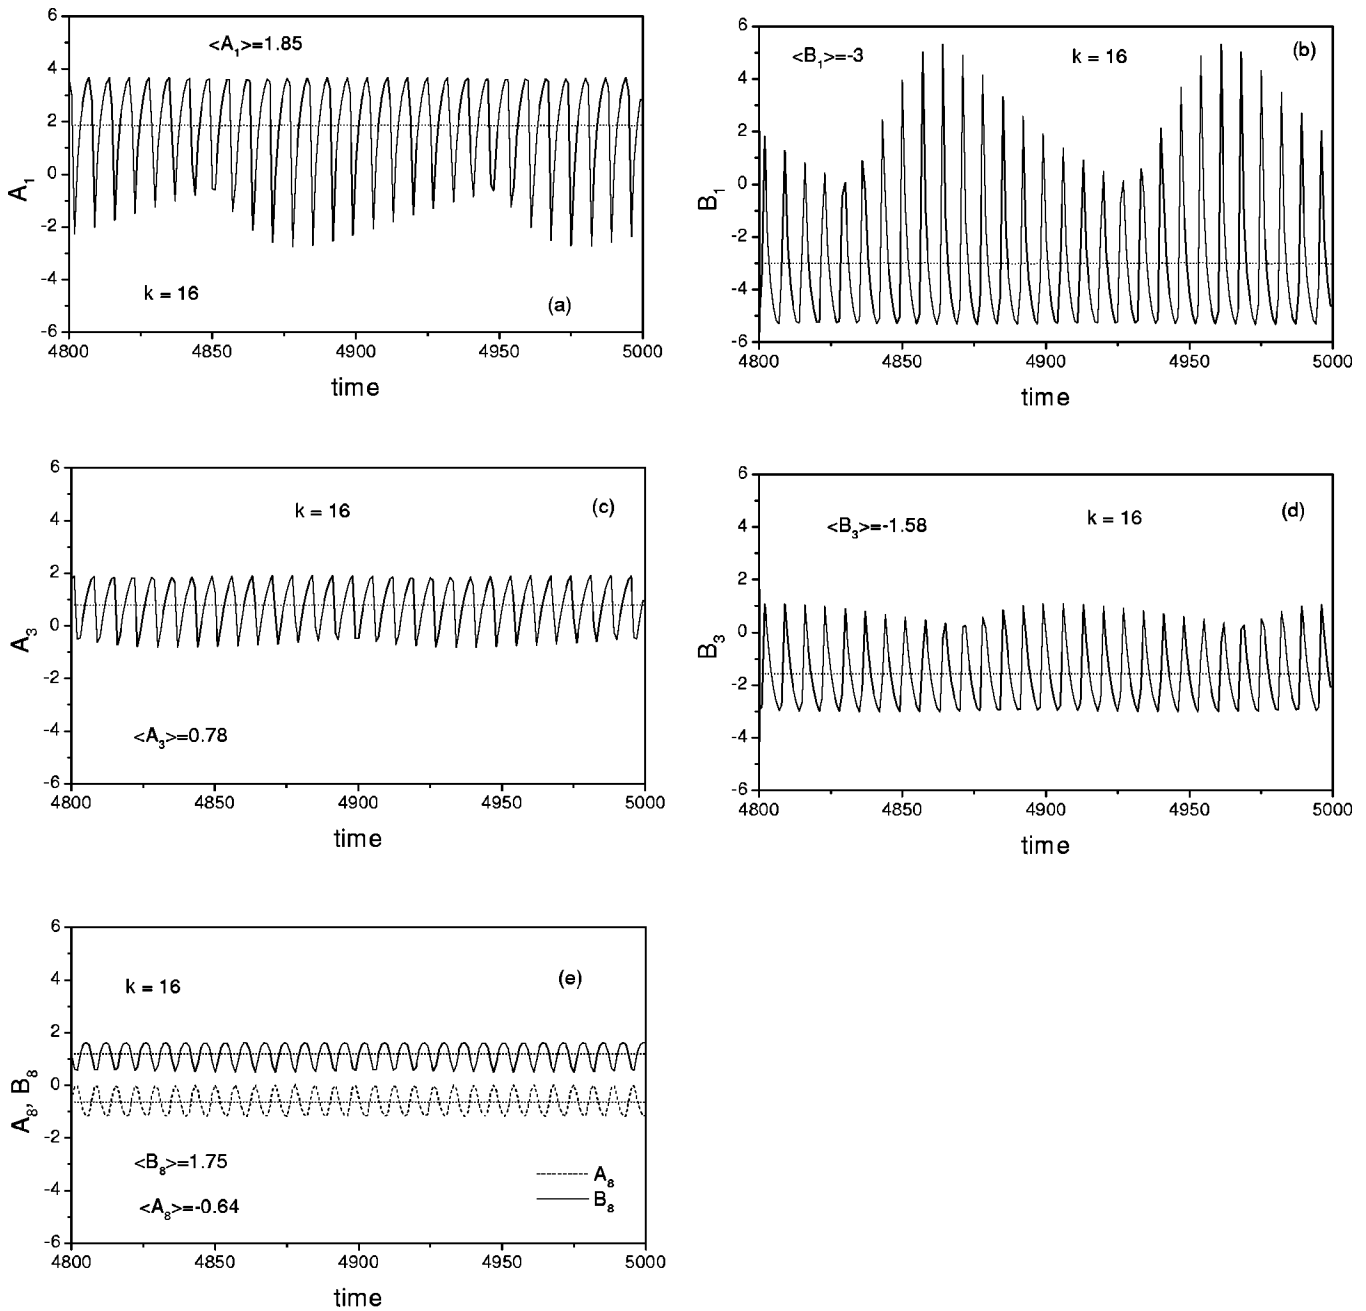 6
4
2
0
-2
-4
-6
A1
<A1>=1.85
k = 16
(a)
4800 4850 4900 4950 5000
time
6
4
2
0
-2
-4
-6
B1
<B1>=-3
k = 16
(b)
4800 4850 4900 4950 5000
time
6
4
2
0
-2
-4
-6
A3
k = 16
(c)
<A3>=0.78
4800 4850 4900 4950 5000
time
6
4
2
0
-2
-4
-6
B3
<B3>=-1.58
k = 16
(d)
4800 4850 4900 4950 5000
time
6
4
2
0
-2
-4
-6
A8, B8
k = 16
(e)
<B8>=1.75
<A8>=-0.64
A8
B8
4800 4850 4900 4950 5000
time